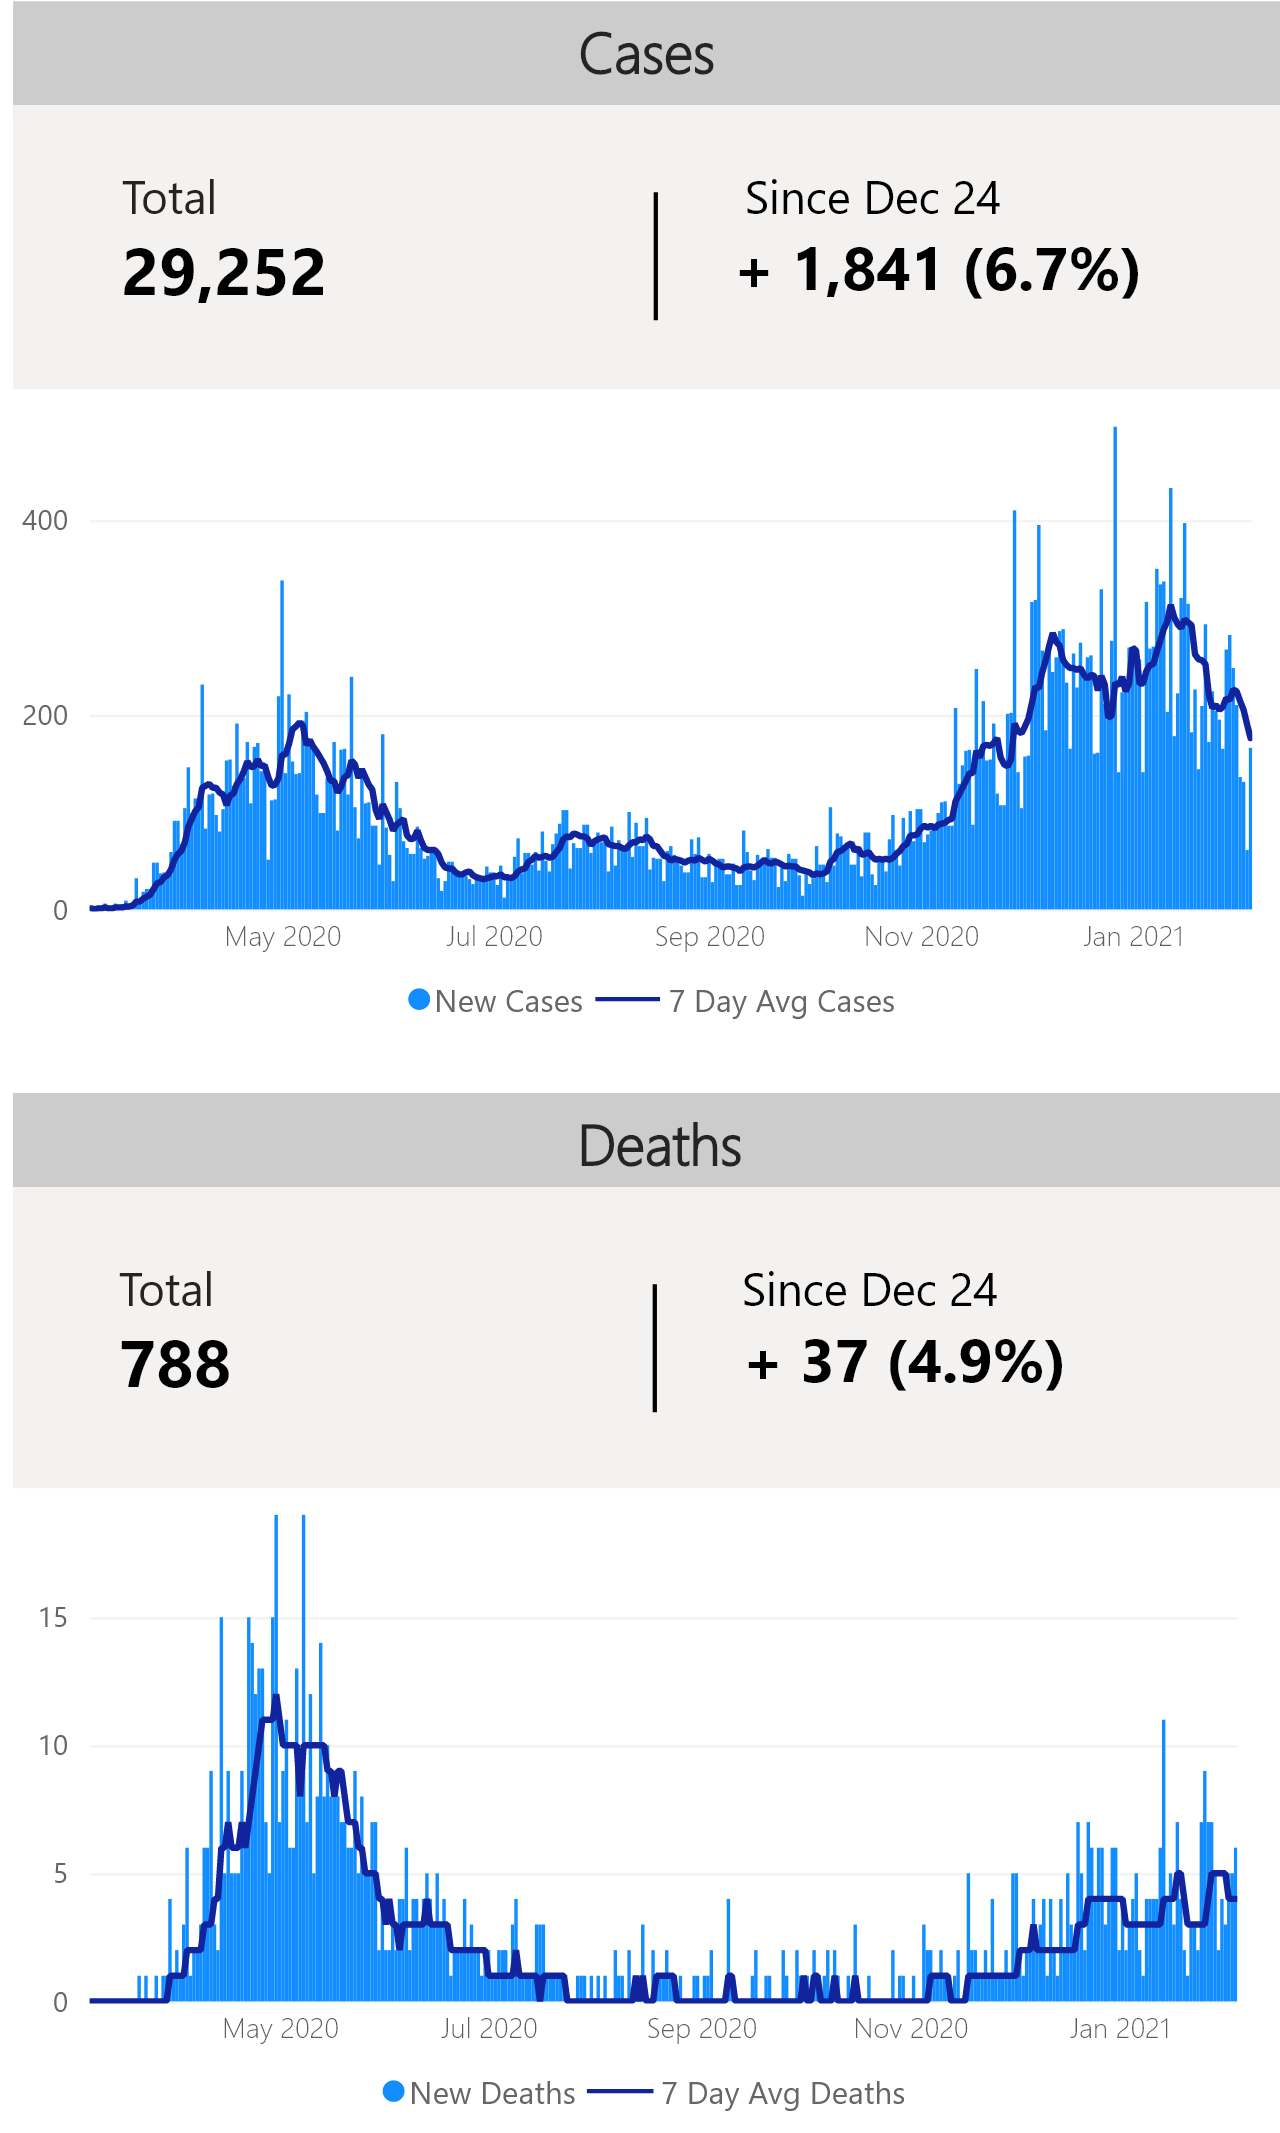 Cases
Total
Since Dec 24
29,252
+ 1,841 (6.7%)
400
200
0
May 2020
Jul 2020
Sep 2020
Nov 2020
Jan 2021
New Cases
7 Day Avg Cases
Deaths
Total
Since Dec 24
788
+ 37 (4.9%)
15
10
5
0
May 2020
Jul 2020
Sep 2020
Nov 2020
Jan 2021
New Deaths
7 Day Avg Deaths